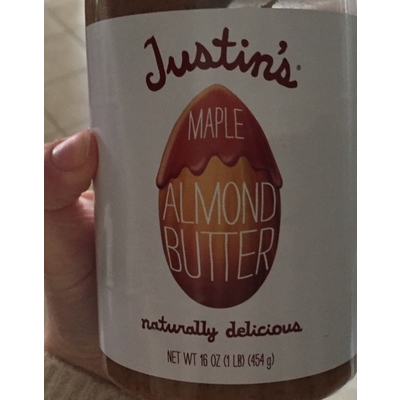 Justin's®
MAPLE
ALMOND
BUTTER
naturally delicious
NET WT 16 OZ (1 LB) (454 g)